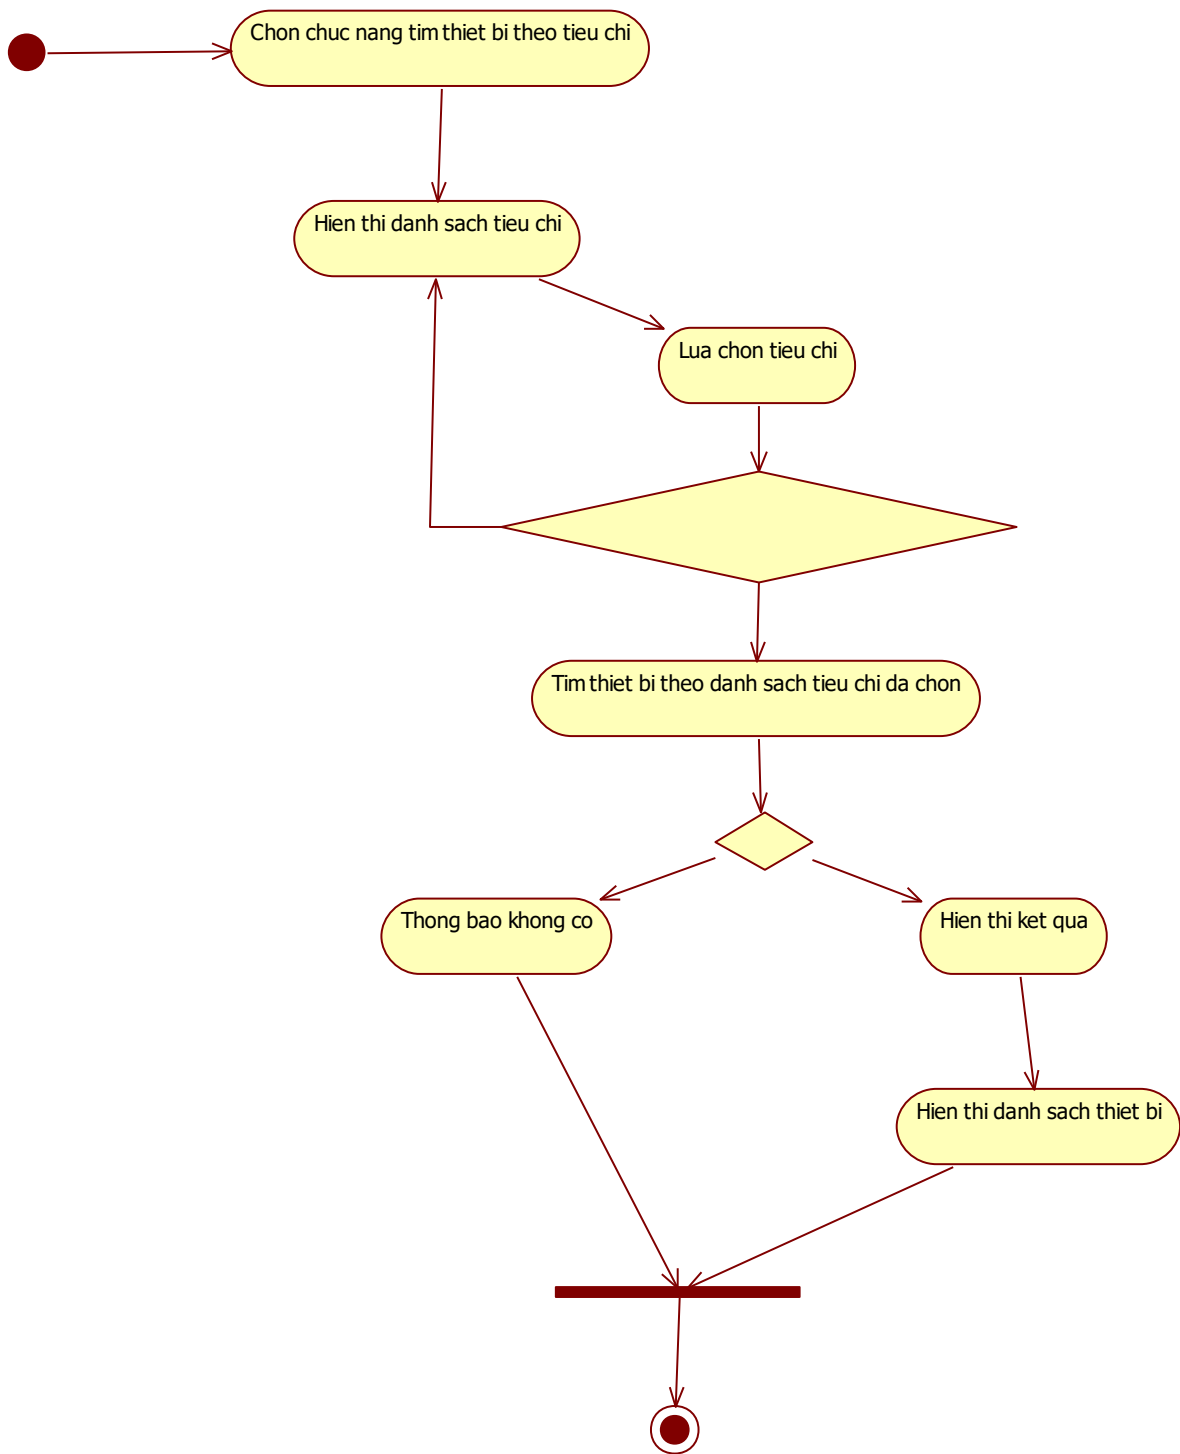 Chon chuc nang tim thiet bi theo tieu chi
Hien thi danh sach tieu chi
Lua chon tieu chi
Tim thiet bi theo danh sach tieu chi da chon
Thong bao khong co
Hien thi ket qua
Hien thi danh sach thiet bi